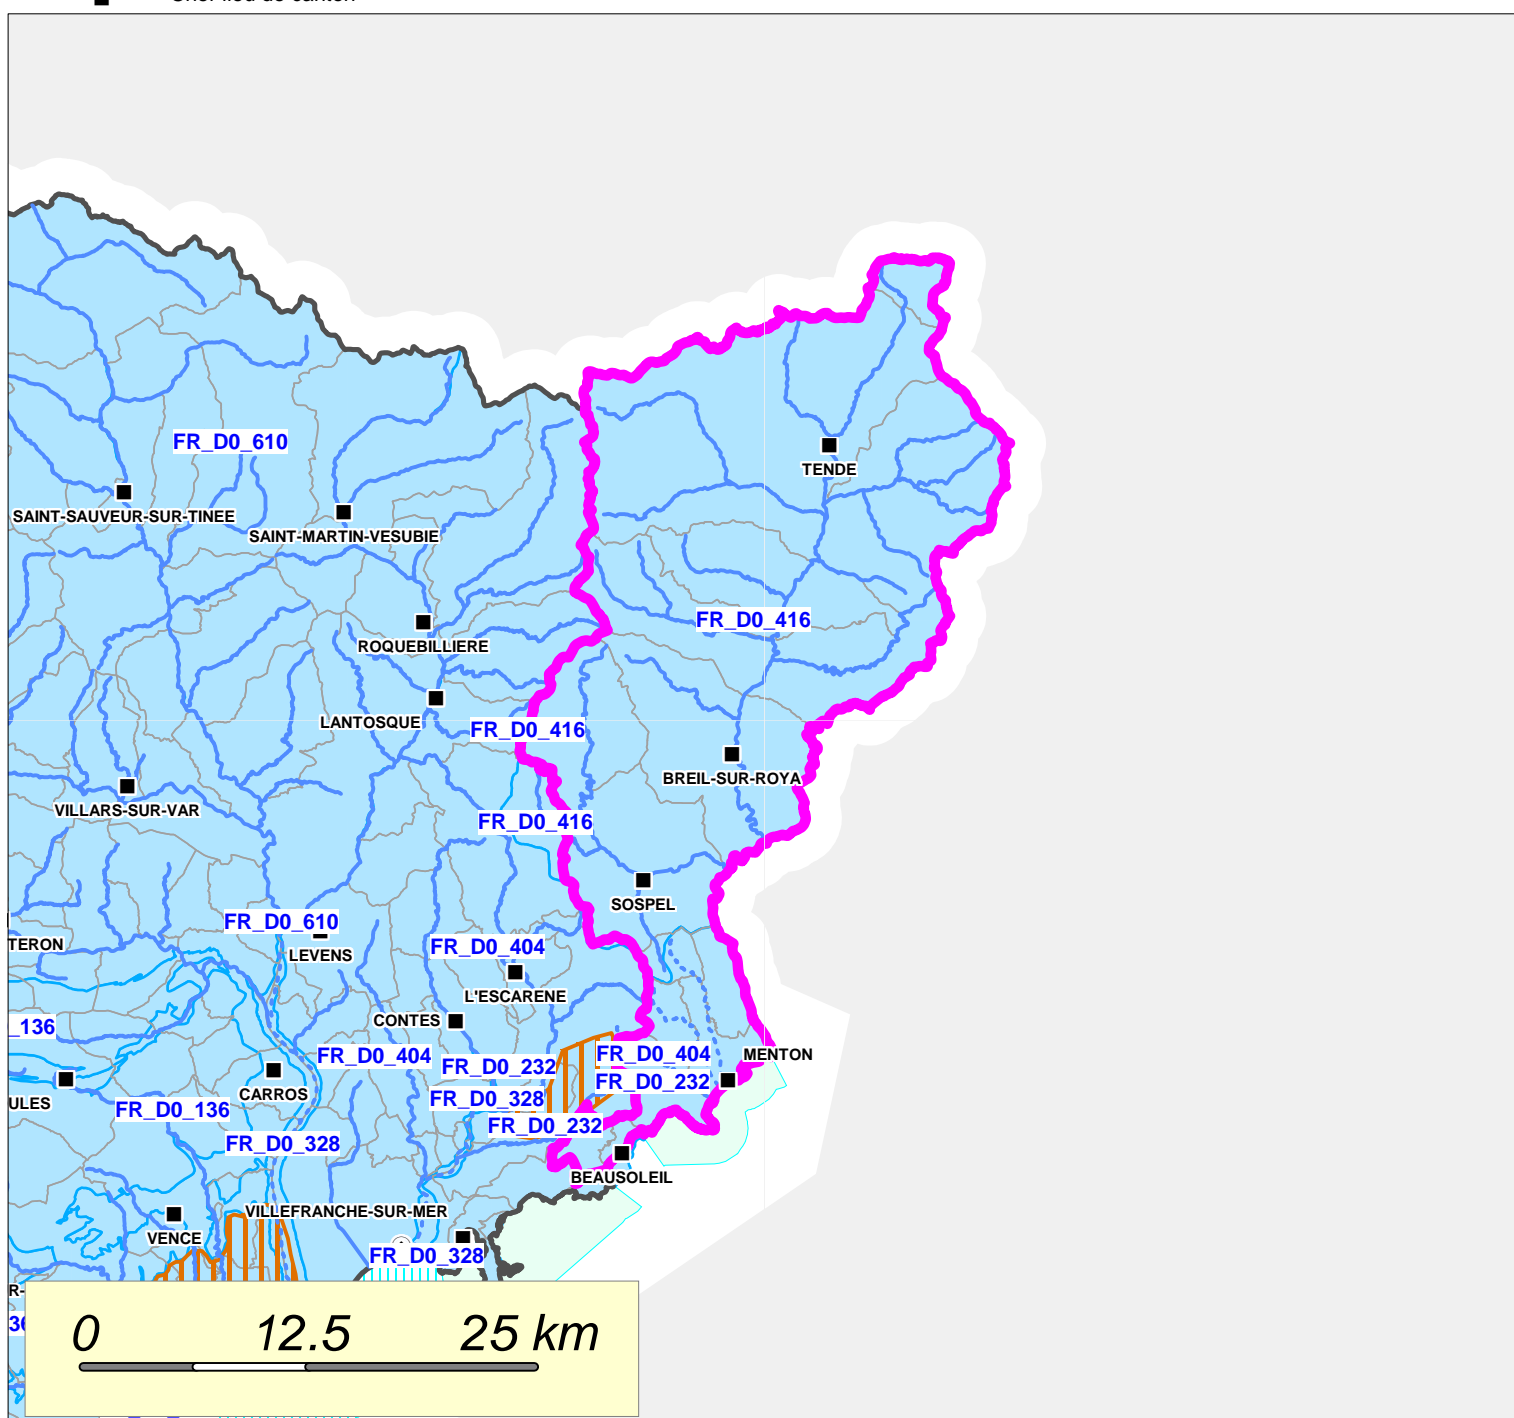 FR_D0_610
TENDE
SAINT-SAUVEUR-SUR-TINEE
SAINT-MARTIN-VESUBIE
FR_D0_416
ROQUEBILLIERE
LANTOSQUE
FR_D0_416
BREIL-SUR-ROYA
VILLARS-SUR-VAR
FR_D0_416
SOSPEL
FR_D0_610
TERON
LEVENS
FR_D0_404
L'ESCARENE
CONTES
_136
FR_D0_404
FR_D0_404
MENTON
FR_D0_232
FR_D0_232
CARROS
ULES
FR_D0_328
FR_D0_136
FR_D0_232
FR_D0_328
BEAUSOLEIL
VILLEFRANCHE-SUR-MER
VENCE
FR_D0_328
R-
36
0 12.5 25 km